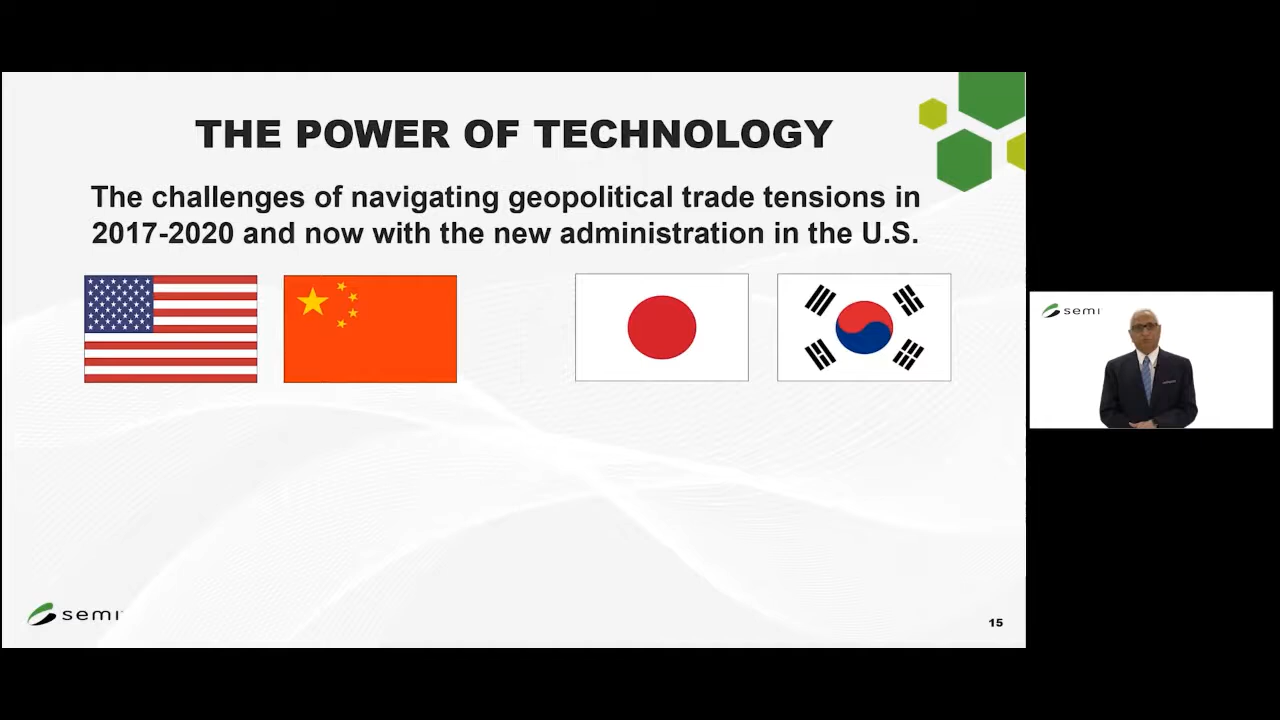 THE POWER OF TECHNOLOGY
The challenges of navigating geopolitical trade tensions in
2017-2020 and now with the new administration in the U.S.
semi
semi
15